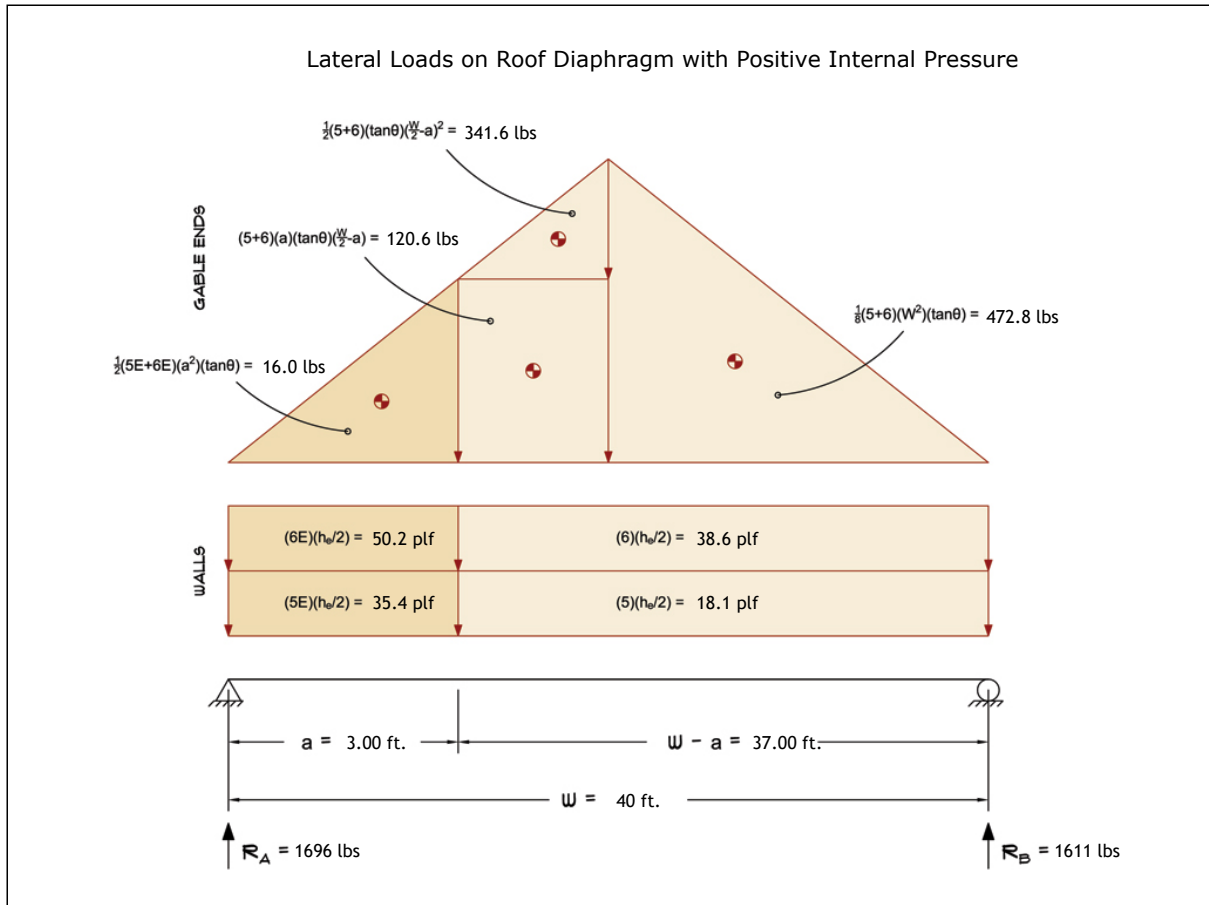 Lateral Loads on Roof Diaphragm with Positive Internal Pressure
½(5+6)(tanθ)(W/2-a)² = 341.6 lbs
(5+6)(a)(tanθ)(W/2-a) = 120.6 lbs
GABLE ENDS
⅛(5+6)(W²)(tanθ) = 472.8 lbs
½(5E+6E)(a²)(tanθ) = 16.0 lbs
WALLS
(6E)(hₑ/2) = 50.2 plf
(6)(hₑ/2) = 38.6 plf
(5E)(hₑ/2) = 35.4 plf
(5)(hₑ/2) = 18.1 plf
a = 3.00 ft.
W - a = 37.00 ft.
W = 40 ft.
R_A = 1696 lbs
R_B = 1611 lbs